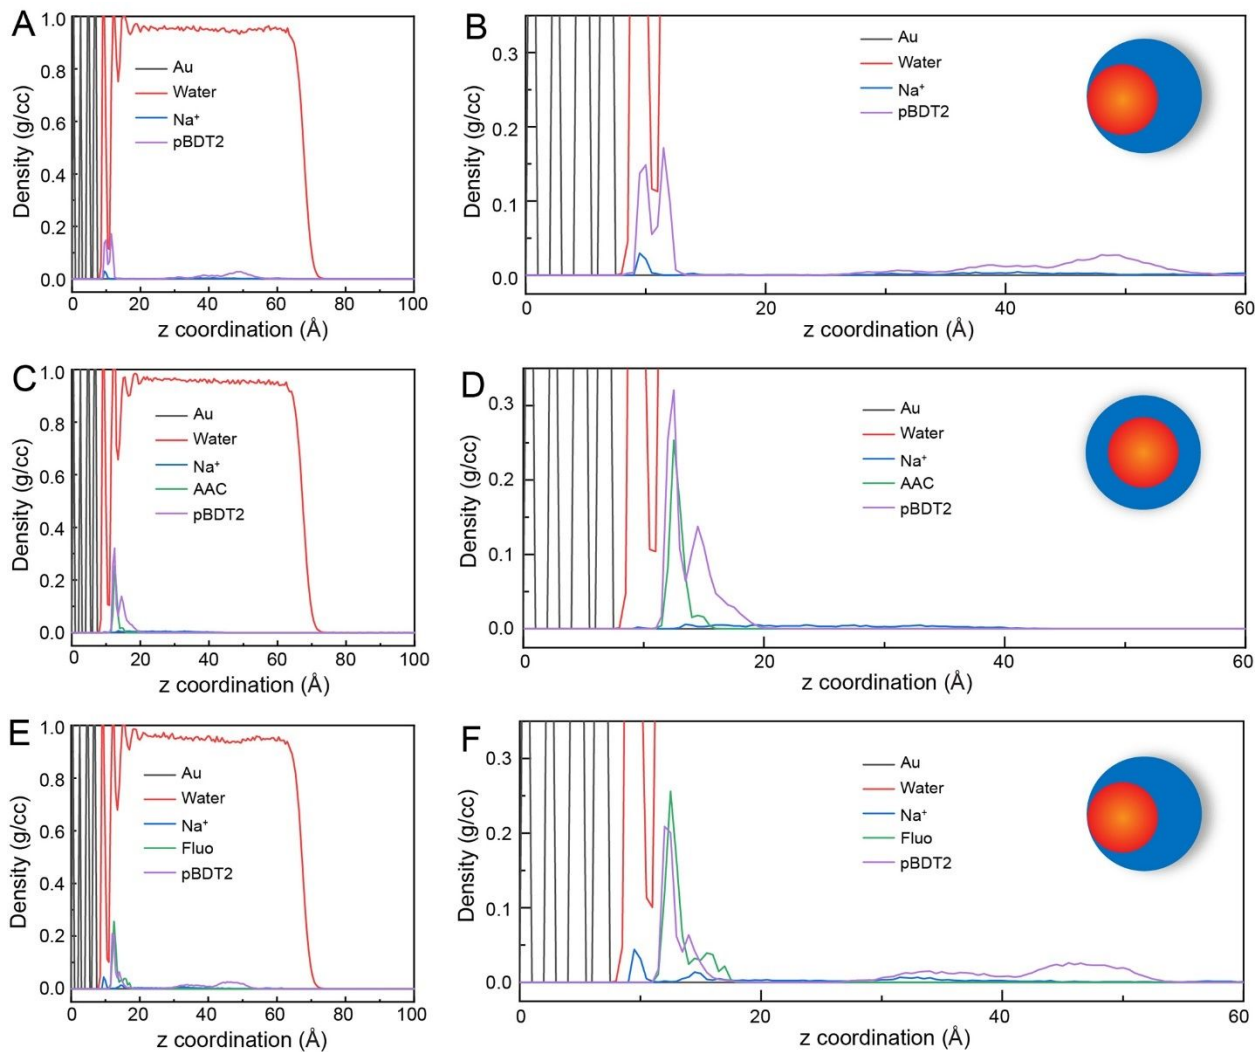 A
1.0
0.8
0.6
0.4
0.2
0.0
Density (g/cc)
Au
Water
Na⁺
pBDT2
0 20 40 60 80 100
z coordination (Å)
B
0.3
0.2
0.1
0.0
Density (g/cc)
Au
Water
Na⁺
pBDT2
0 20 40 60
z coordination (Å)
C
1.0
0.8
0.6
0.4
0.2
0.0
Density (g/cc)
Au
Water
Na⁺
AAC
pBDT2
0 20 40 60 80 100
z coordination (Å)
D
0.3
0.2
0.1
0.0
Density (g/cc)
Au
Water
Na⁺
AAC
pBDT2
0 20 40 60
z coordination (Å)
E
1.0
0.8
0.6
0.4
0.2
0.0
Density (g/cc)
Au
Water
Na⁺
Fluo
pBDT2
0 20 40 60 80 100
z coordination (Å)
F
0.3
0.2
0.1
0.0
Density (g/cc)
Au
Water
Na⁺
Fluo
pBDT2
0 20 40 60
z coordination (Å)